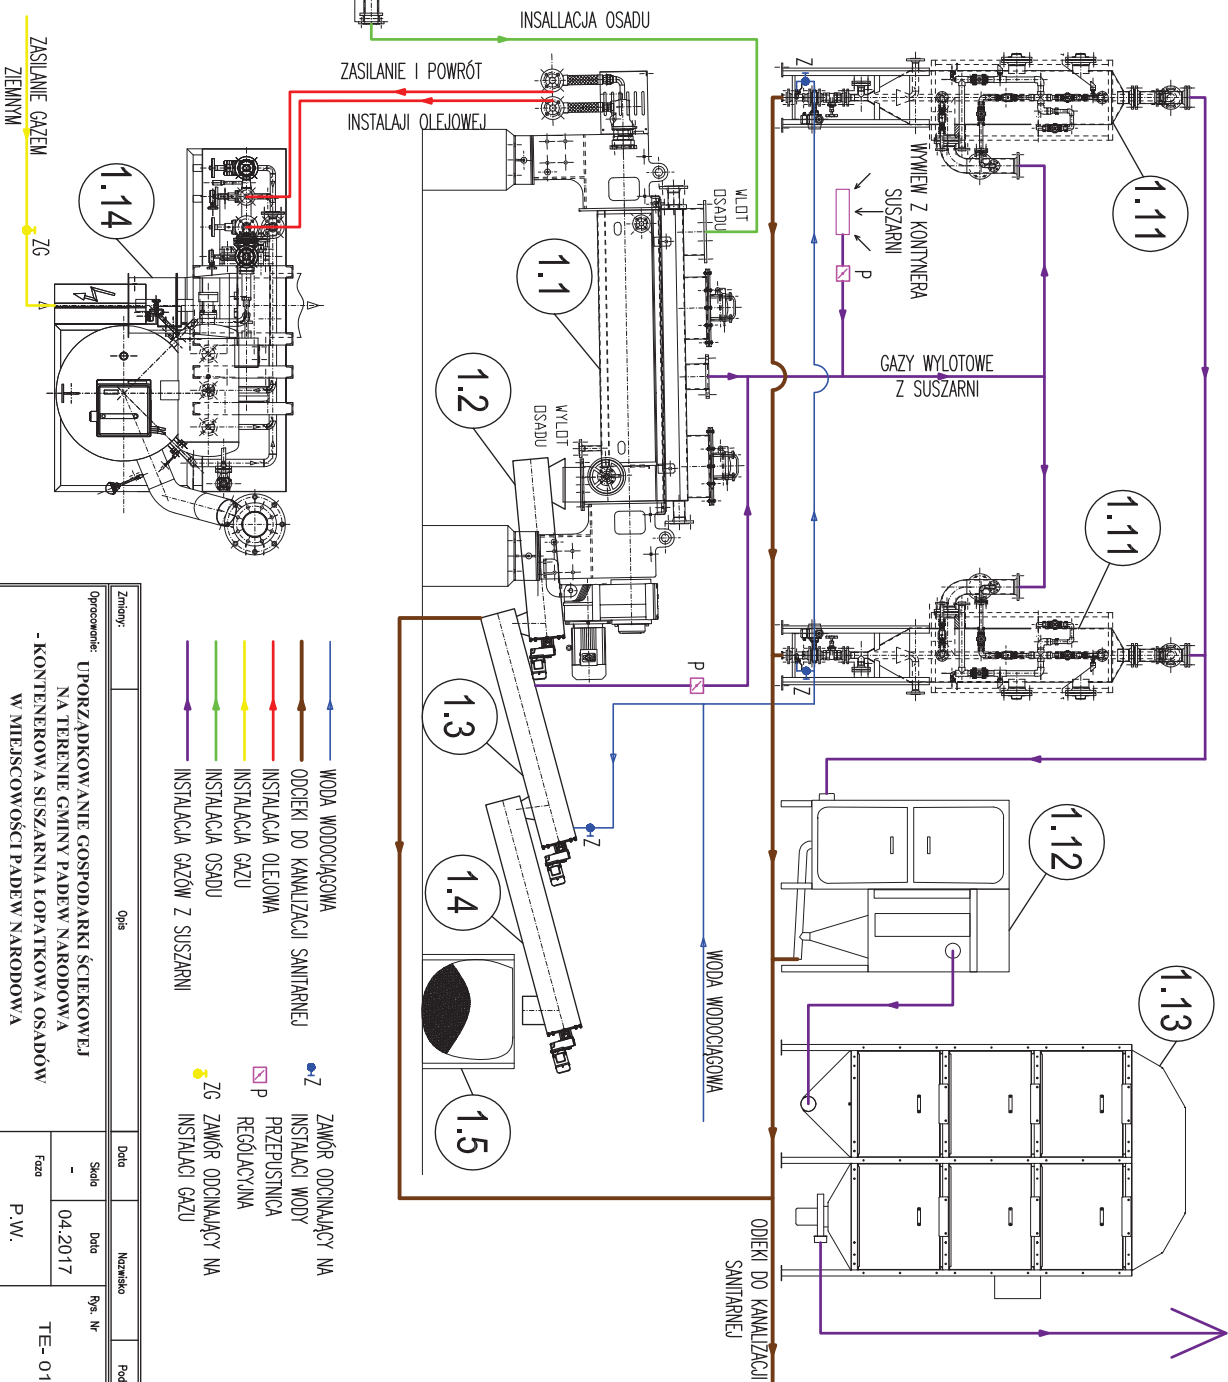 INSALLACJA OSADU
ZASILANIE I POWRÓT
INSTALAJI OLEJOWEJ
ZASILANIE GAZEM
ZIEMNYM
ZG
1.14
1.1
WLOT
OSADU
WYLOT
OSADU
1.2
1.3
1.4
1.5
Z
WYWIEW Z KONTYNERA
SUSZARNI
P
GAZY WYLOTOWE
Z SUSZARNI
1.11
1.11
Z
P
Z
1.12
1.13
WODA WODOCIĄGOWA
ODIEKI DO KANALIZACJI
SANITARNEJ
WODA WODOCIĄGOWA
ODCIEKI DO KANALIZACJI SANITARNEJ
INSTALACJA OLEJOWA
INSTALACJA GAZU
INSTALACJA OSADU
INSTALACJA GAZÓW Z SUSZARNI
Z ZAWÓR ODCINAJĄCY NA
INSTALACI WODY
P PRZEPUSTNICA
REGÓLACYJNA
ZG ZAWÓR ODCINAJĄCY NA
INSTALACI GAZU
Zmiany: Opis Data Nazwisko Pod
Opracowanie: UPORZĄDKOWANIE GOSPODARKI ŚCIEKOWEJ
NA TERENIE GMINY PADEW NARODOWA
- KONTENEROWA SUSZARNIA ŁOPATKOWA OSADÓW
W MIEJSCOWOŚCI PADEW NARODOWA
Skala
-
Data
04.2017
Rys. Nr
TE- 01
Faza
P.W.